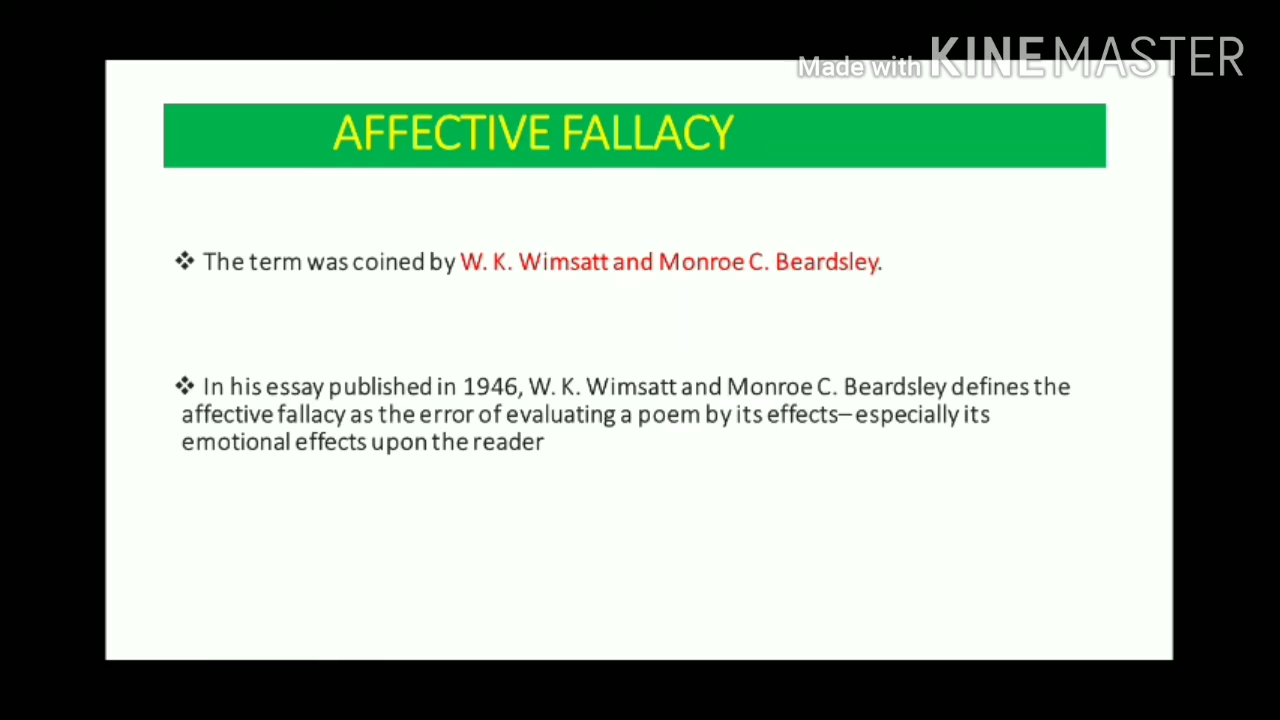 Made with KINEMASTER
AFFECTIVE FALLACY
❖ The term was coined by W. K. Wimsatt and Monroe C. Beardsley.
❖ In his essay published in 1946, W. K. Wimsatt and Monroe C. Beardsley defines the
affective fallacy as the error of evaluating a poem by its effects–especially its
emotional effects upon the reader